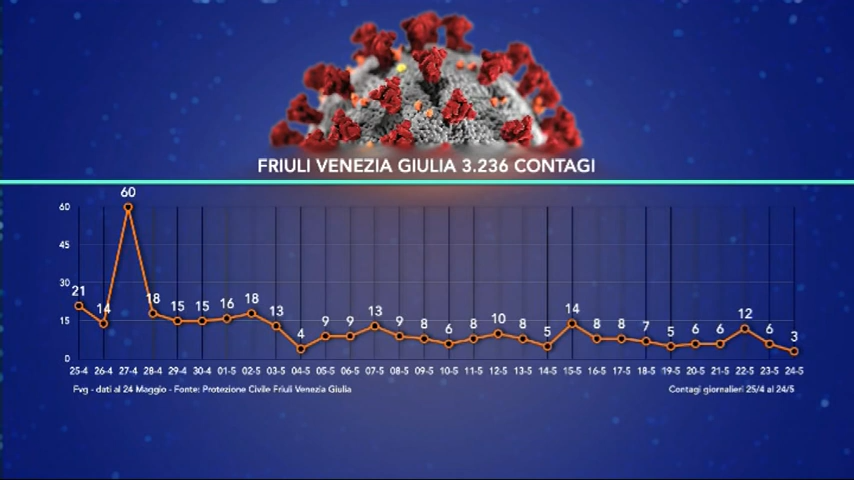 FRIULI VENEZIA GIULIA 3.236 CONTAGI
60
45
30
15
0
21 14 60 18 15 15 16 18 13 4 9 9 13 9 8 6 8 10 8 5 14 8 8 7 5 6 6 12 6 3
25-4 26-4 27-4 28-4 29-4 30-4 01-5 02-5 03-5 04-5 05-5 06-5 07-5 08-5 09-5 10-5 11-5 12-5 13-5 14-5 15-5 16-5 17-5 18-5 19-5 20-5 21-5 22-5 23-5 24-5
Fvg - dati al 24 Maggio - Fonte: Protezione Civile Friuli Venezia Giulia
Contagi giornalieri 25/4 al 24/5